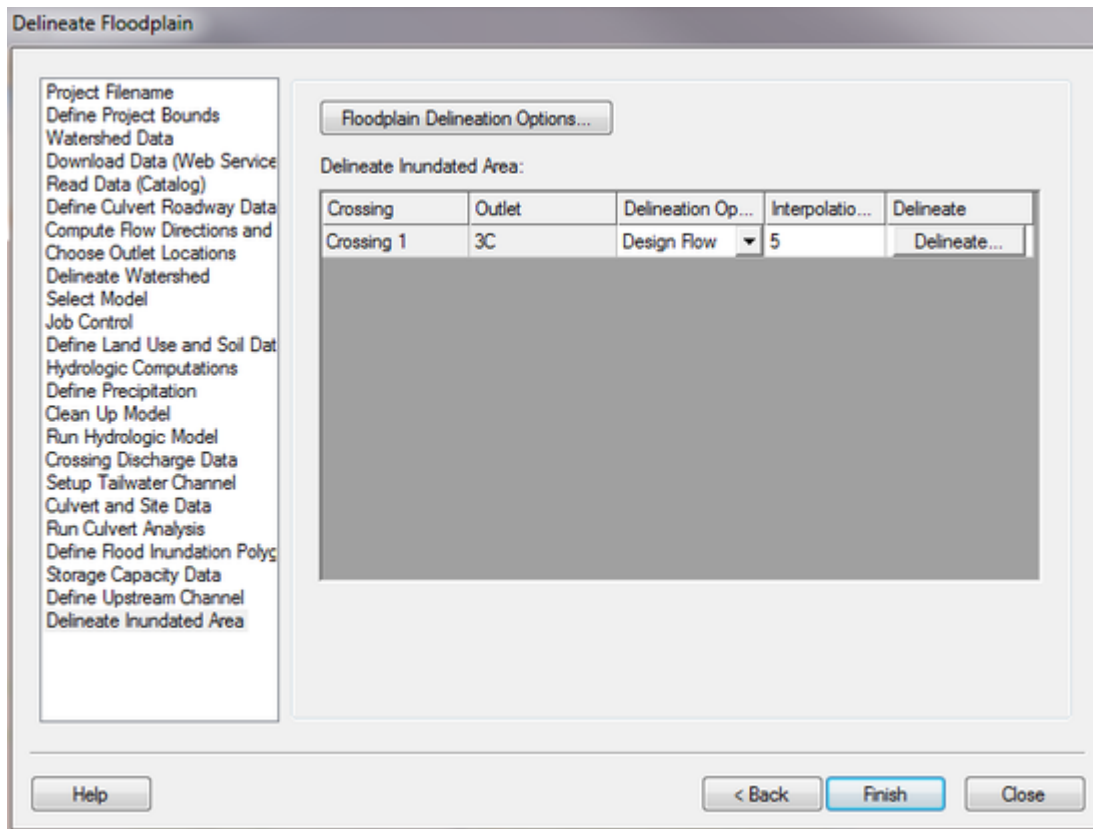 Delineate Floodplain
Project Filename
Define Project Bounds
Watershed Data
Download Data (Web Service
Read Data (Catalog)
Define Culvert Roadway Data
Compute Flow Directions and
Choose Outlet Locations
Delineate Watershed
Select Model
Job Control
Define Land Use and Soil Dat
Hydrologic Computations
Define Precipitation
Clean Up Model
Run Hydrologic Model
Crossing Discharge Data
Setup Tailwater Channel
Culvert and Site Data
Run Culvert Analysis
Define Flood Inundation Polyg
Storage Capacity Data
Define Upstream Channel
Delineate Inundated Area
Floodplain Delineation Options...
Delineate Inundated Area:
Crossing Outlet Delineation Op... Interpolatio... Delineate
Crossing 1 3C Design Flow 5 Delineate...
Help < Back Finish Close